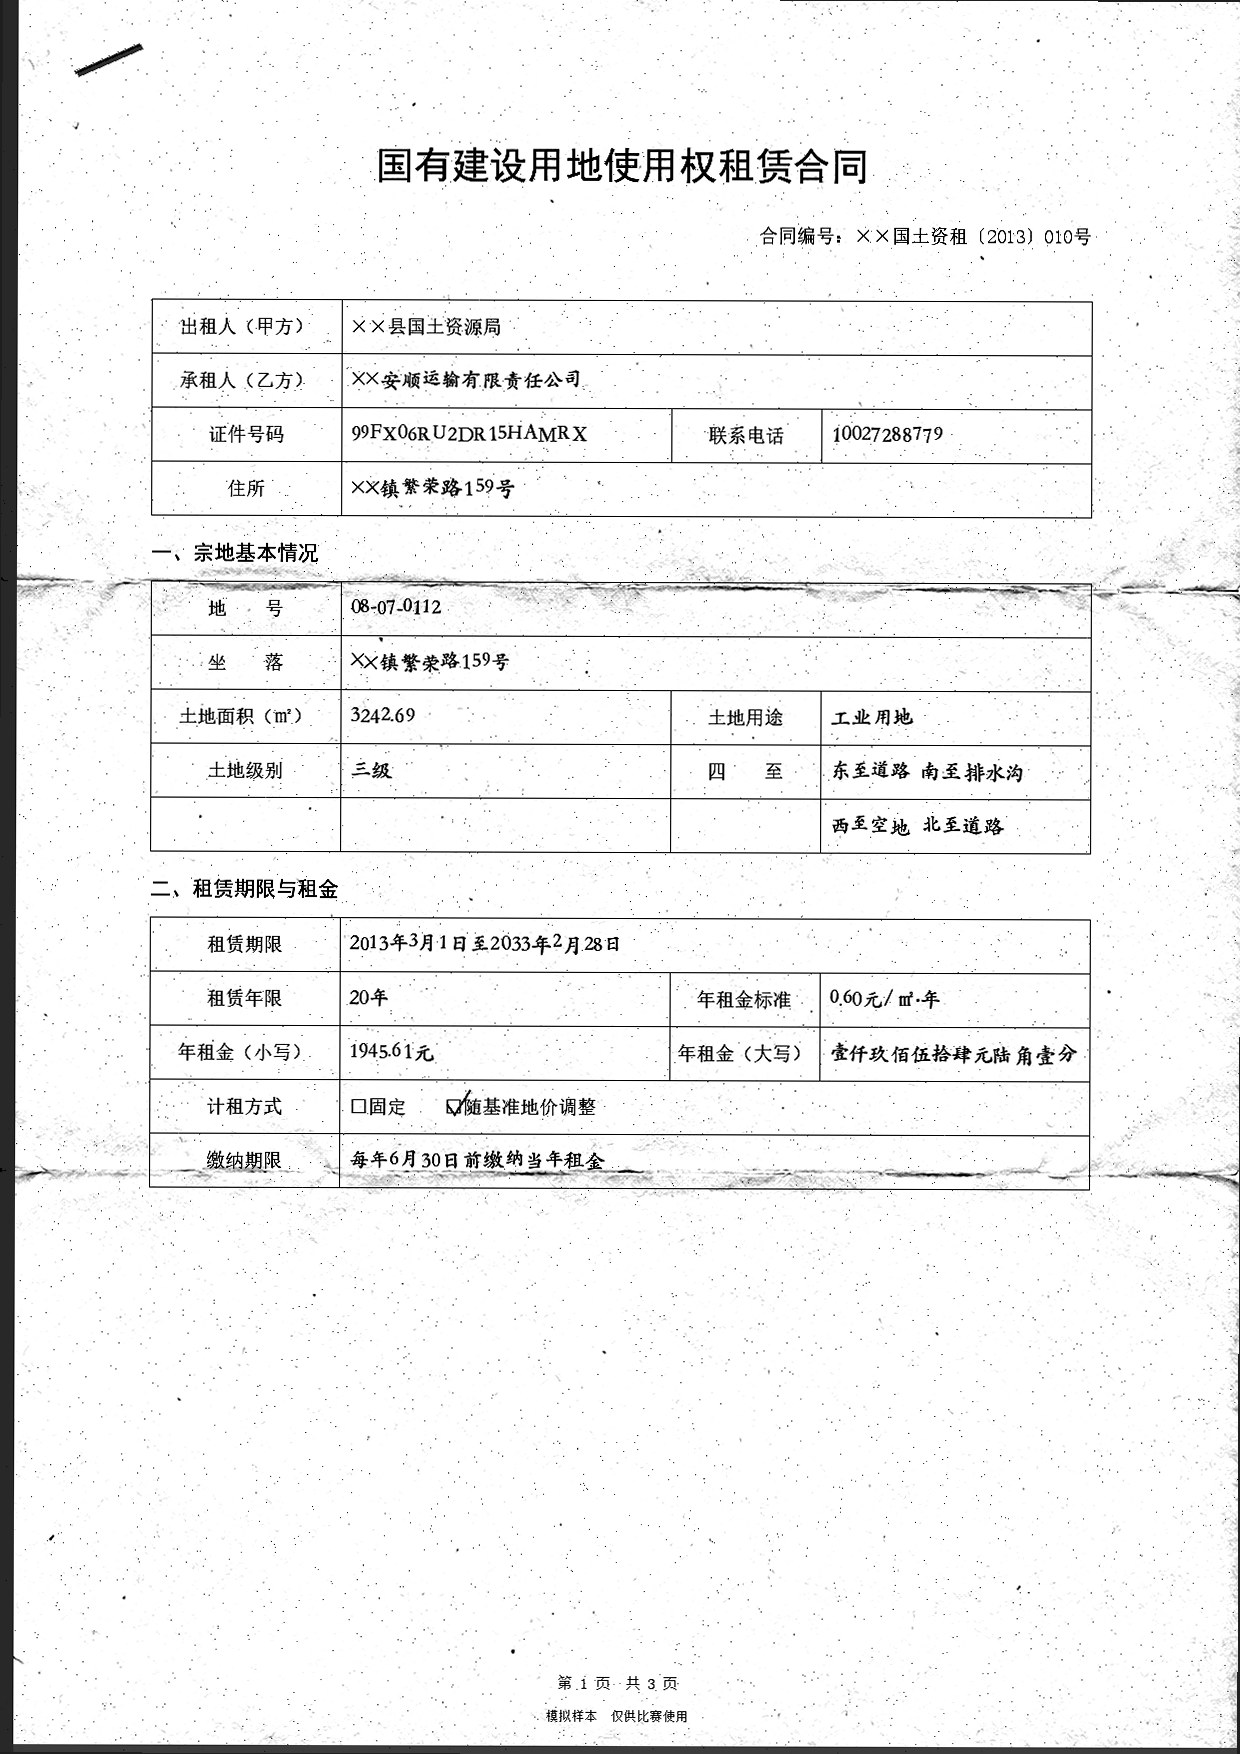 国有建设用地使用权租赁合同
合同编号：××国土资租〔2013〕010号
出租人（甲方） ××县国土资源局
承租人（乙方） ××安顺运输有限责任公司
证件号码 99FX06RU2DR15HAMRX 联系电话 10027288779
住所 ××镇繁荣路159号
一、宗地基本情况
地 号 08-07-0112
坐 落 ××镇繁荣路159号
土地面积（㎡） 3242.69 土地用途 工业用地
土地级别 三级 四 至 东至道路 南至排水沟
西至空地 北至道路
二、租赁期限与租金
租赁期限 2013年3月1日至2033年2月28日
租赁年限 20年 年租金标准 0.60元/㎡·年
年租金（小写） 1945.61元 年租金（大写） 壹仟玖佰伍拾肆元陆角壹分
计租方式 □固定 ☑随基准地价调整
缴纳期限 每年6月30日前缴纳当年租金
第 1 页 共 3 页
模拟样本 仅供比赛使用